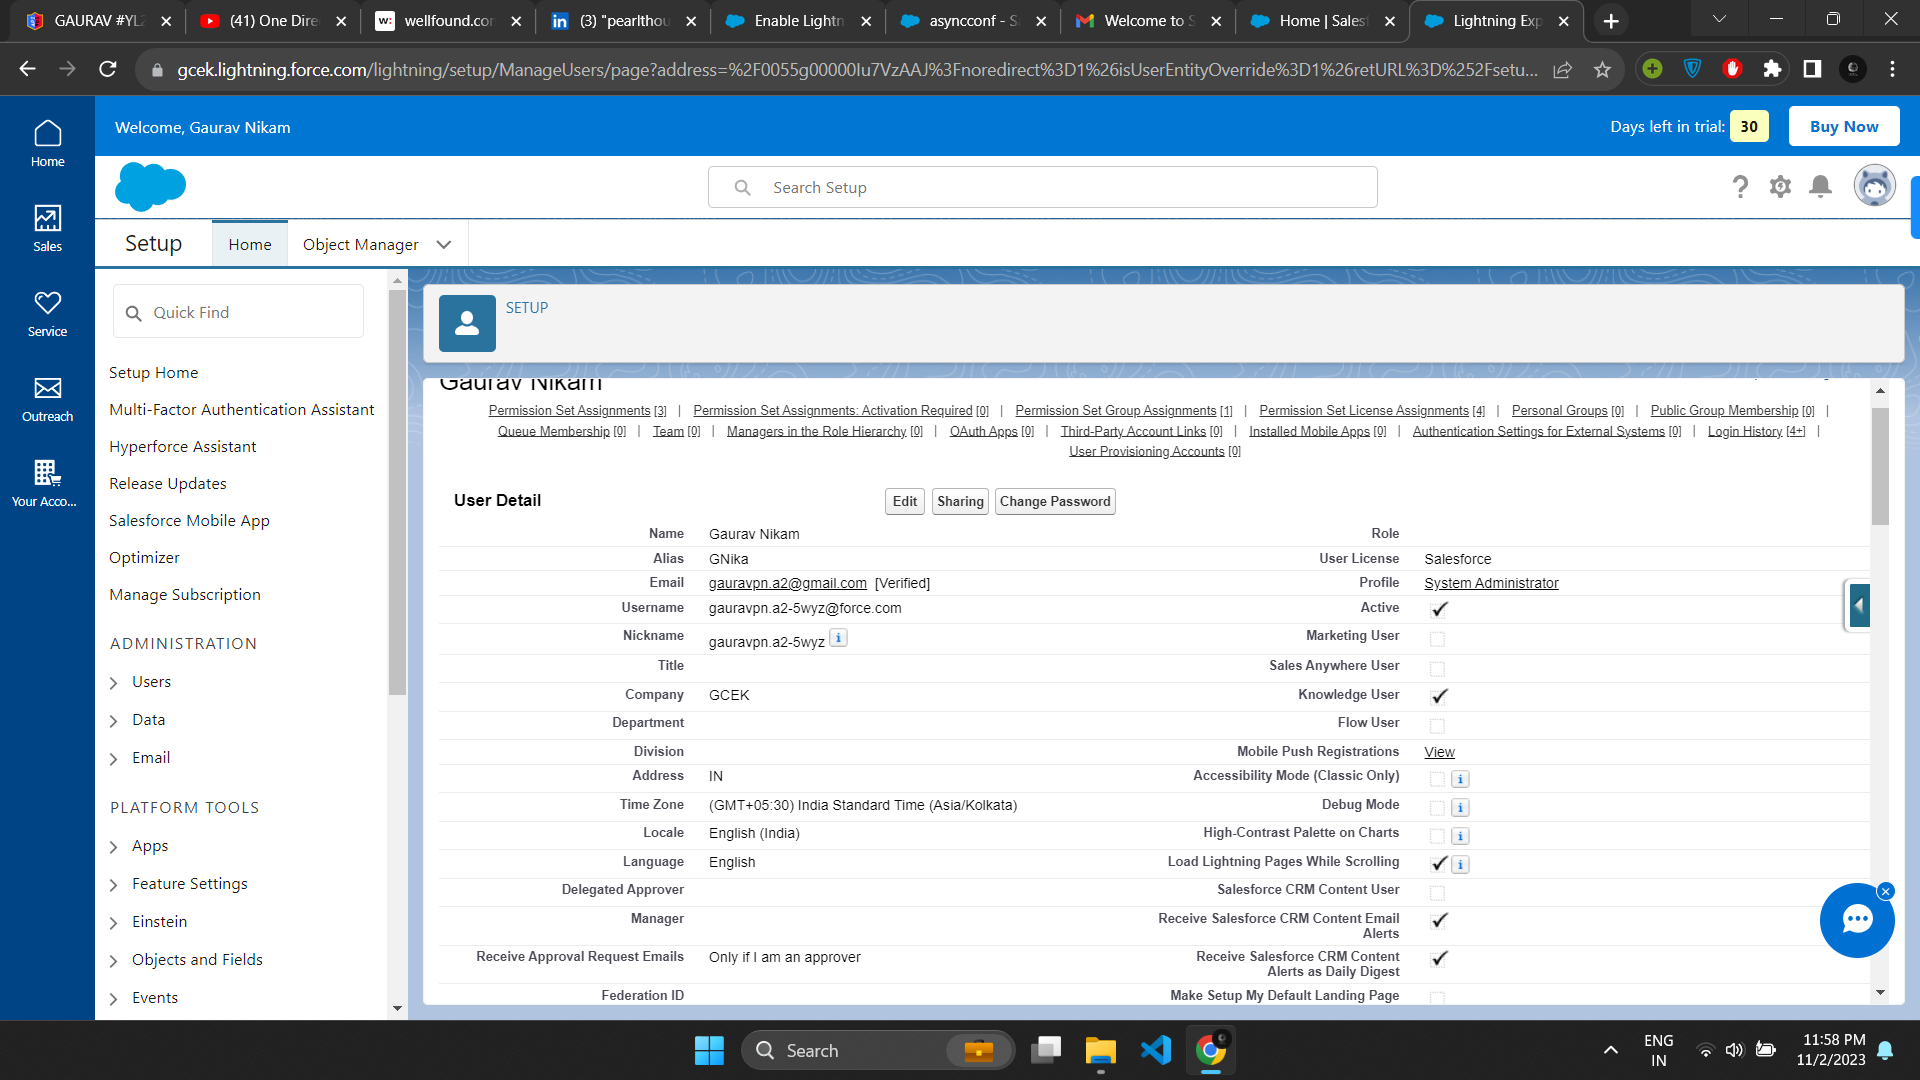 GAURAV #YL2
(41) One Dire
wellfound.co
(3) "pearlthou
Enable Lightn
asyncconf - S
Welcome to S
Home | Salesf
Lightning Exp
gcek.lightning.force.com/lightning/setup/ManageUsers/page?address=%2F0055g00000Iu7VzAAJ%3Fnoredirect%3D1%26isUserEntityOverride%3D1%26retURL%3D%252Fsetu...
Home
Sales
Service
Outreach
Your Acco...
Welcome, Gaurav Nikam
Days left in trial: 30
Buy Now
Search Setup
Setup
Home
Object Manager
Quick Find
Setup Home
Multi-Factor Authentication Assistant
Hyperforce Assistant
Release Updates
Salesforce Mobile App
Optimizer
Manage Subscription
ADMINISTRATION
Users
Data
Email
PLATFORM TOOLS
Apps
Feature Settings
Einstein
Objects and Fields
Events
SETUP
Gaurav Nikam
Permission Set Assignments [3] | Permission Set Assignments: Activation Required [0] | Permission Set Group Assignments [1] | Permission Set License Assignments [4] | Personal Groups [0] | Public Group Membership [0] |
Queue Membership [0] | Team [0] | Managers in the Role Hierarchy [0] | OAuth Apps [0] | Third-Party Account Links [0] | Installed Mobile Apps [0] | Authentication Settings for External Systems [0] | Login History [4+] |
User Provisioning Accounts [0]
User Detail
Edit
Sharing
Change Password
Name Gaurav Nikam Role
Alias GNika User License Salesforce
Email gauravpn.a2@gmail.com [Verified] Profile System Administrator
Username gauravpn.a2-5wyz@force.com Active
Nickname gauravpn.a2-5wyz Marketing User
Title Sales Anywhere User
Company GCEK Knowledge User
Department Flow User
Division Mobile Push Registrations View
Address IN Accessibility Mode (Classic Only)
Time Zone (GMT+05:30) India Standard Time (Asia/Kolkata) Debug Mode
Locale English (India) High-Contrast Palette on Charts
Language English Load Lightning Pages While Scrolling
Delegated Approver Salesforce CRM Content User
Manager Receive Salesforce CRM Content Email
Alerts
Receive Approval Request Emails Only if I am an approver Receive Salesforce CRM Content
Alerts as Daily Digest
Federation ID Make Setup My Default Landing Page
Search
ENG
IN
11:58 PM
11/2/2023